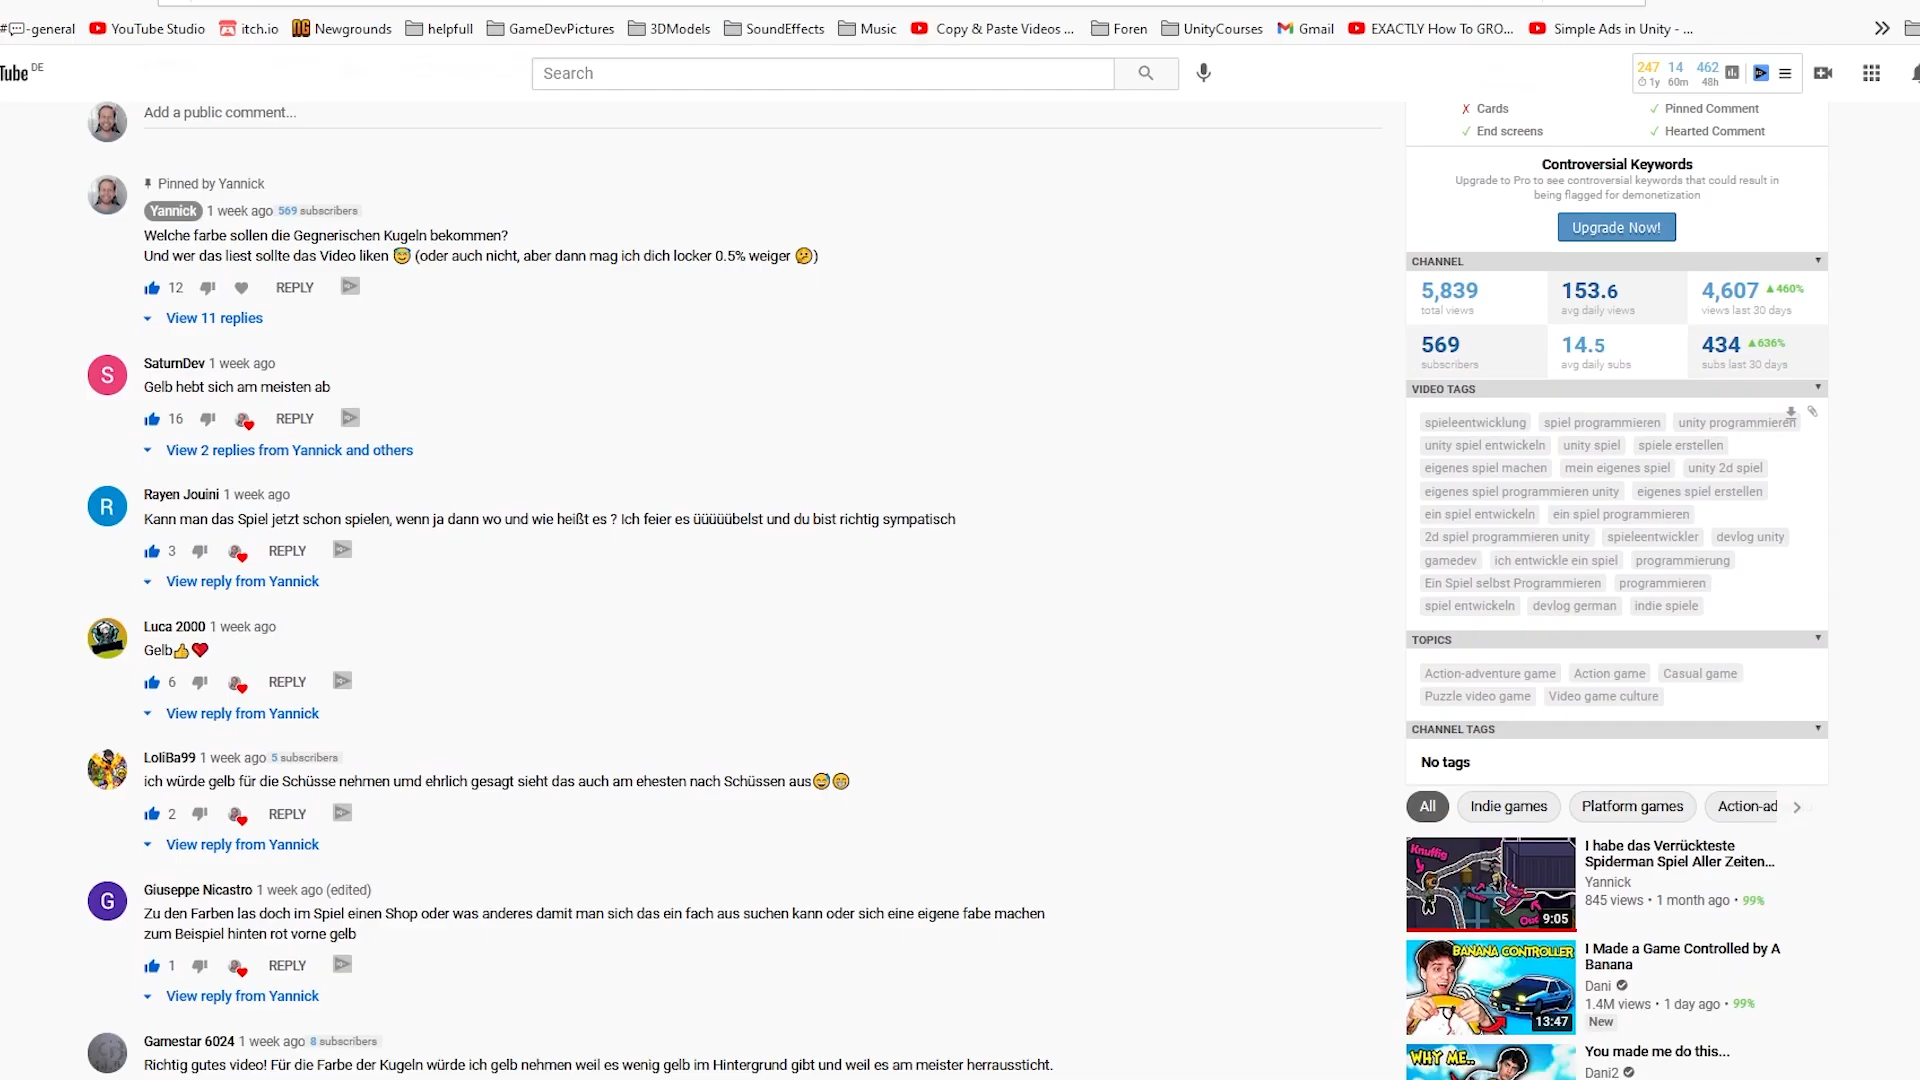 #
-general
YouTube Studio
itch.io
NG
Newgrounds
helpfull
GameDevPictures
3DModels
SoundEffects
Music
Copy & Paste Videos ...
Foren
UnityCourses
Gmail
EXACTLY How To GRO...
Simple Ads in Unity - ...
Tube DE
Search
247 14 462
1y 60m 48h
Add a public comment...
Pinned by Yannick
Yannick 1 week ago 569 subscribers
Welche farbe sollen die Gegnerischen Kugeln bekommen?
Und wer das liest sollte das Video liken 😇 (oder auch nicht, aber dann mag ich dich locker 0.5% weiger 🤔)
12 REPLY
View 11 replies
S
SaturnDev 1 week ago
Gelb hebt sich am meisten ab
16 REPLY
View 2 replies from Yannick and others
R
Rayen Jouini 1 week ago
Kann man das Spiel jetzt schon spielen, wenn ja dann wo und wie heißt es ? Ich feier es üüüüübelst und du bist richtig sympatisch
3 REPLY
View reply from Yannick
Luca 2000 1 week ago
Gelb👍❤️
6 REPLY
View reply from Yannick
LoliBa99 1 week ago 5 subscribers
ich würde gelb für die Schüsse nehmen umd ehrlich gesagt sieht das auch am ehesten nach Schüssen aus😅😁
2 REPLY
View reply from Yannick
G
Giuseppe Nicastro 1 week ago (edited)
Zu den Farben las doch im Spiel einen Shop oder was anderes damit man sich das ein fach aus suchen kann oder sich eine eigene fabe machen
zum Beispiel hinten rot vorne gelb
1 REPLY
View reply from Yannick
Gamestar 6024 1 week ago 8 subscribers
Richtig gutes video! Für die Farbe der Kugeln würde ich gelb nehmen weil es wenig gelb im Hintergrund gibt und weil es am meister herraussticht.
✗ Cards
✓ Pinned Comment
✓ End screens
✓ Hearted Comment
Controversial Keywords
Upgrade to Pro to see controversial keywords that could result in
being flagged for demonetization
Upgrade Now!
CHANNEL
5,839 153.6 4,607 ▲460%
total views avg daily views views last 30 days
569 14.5 434 ▲636%
subscribers avg daily subs subs last 30 days
VIDEO TAGS
spieleentwicklung spiel programmieren unity programmieren
unity spiel entwickeln unity spiel spiele erstellen
eigenes spiel machen mein eigenes spiel unity 2d spiel
eigenes spiel programmieren unity eigenes spiel erstellen
ein spiel entwickeln ein spiel programmieren
2d spiel programmieren unity spieleentwickler devlog unity
gamedev ich entwickle ein spiel programmierung
Ein Spiel selbst Programmieren programmieren
spiel entwickeln devlog german indie spiele
TOPICS
Action-adventure game Action game Casual game
Puzzle video game Video game culture
CHANNEL TAGS
No tags
All Indie games Platform games Action-ad
Knuffig
9:05
I habe das Verrückteste
Spiderman Spiel Aller Zeiten...
Yannick
845 views • 1 month ago • 99%
BANANA CONTROLLER
13:47
I Made a Game Controlled by A
Banana
Dani
1.4M views • 1 day ago • 99%
New
WHY ME..
You made me do this...
Dani2